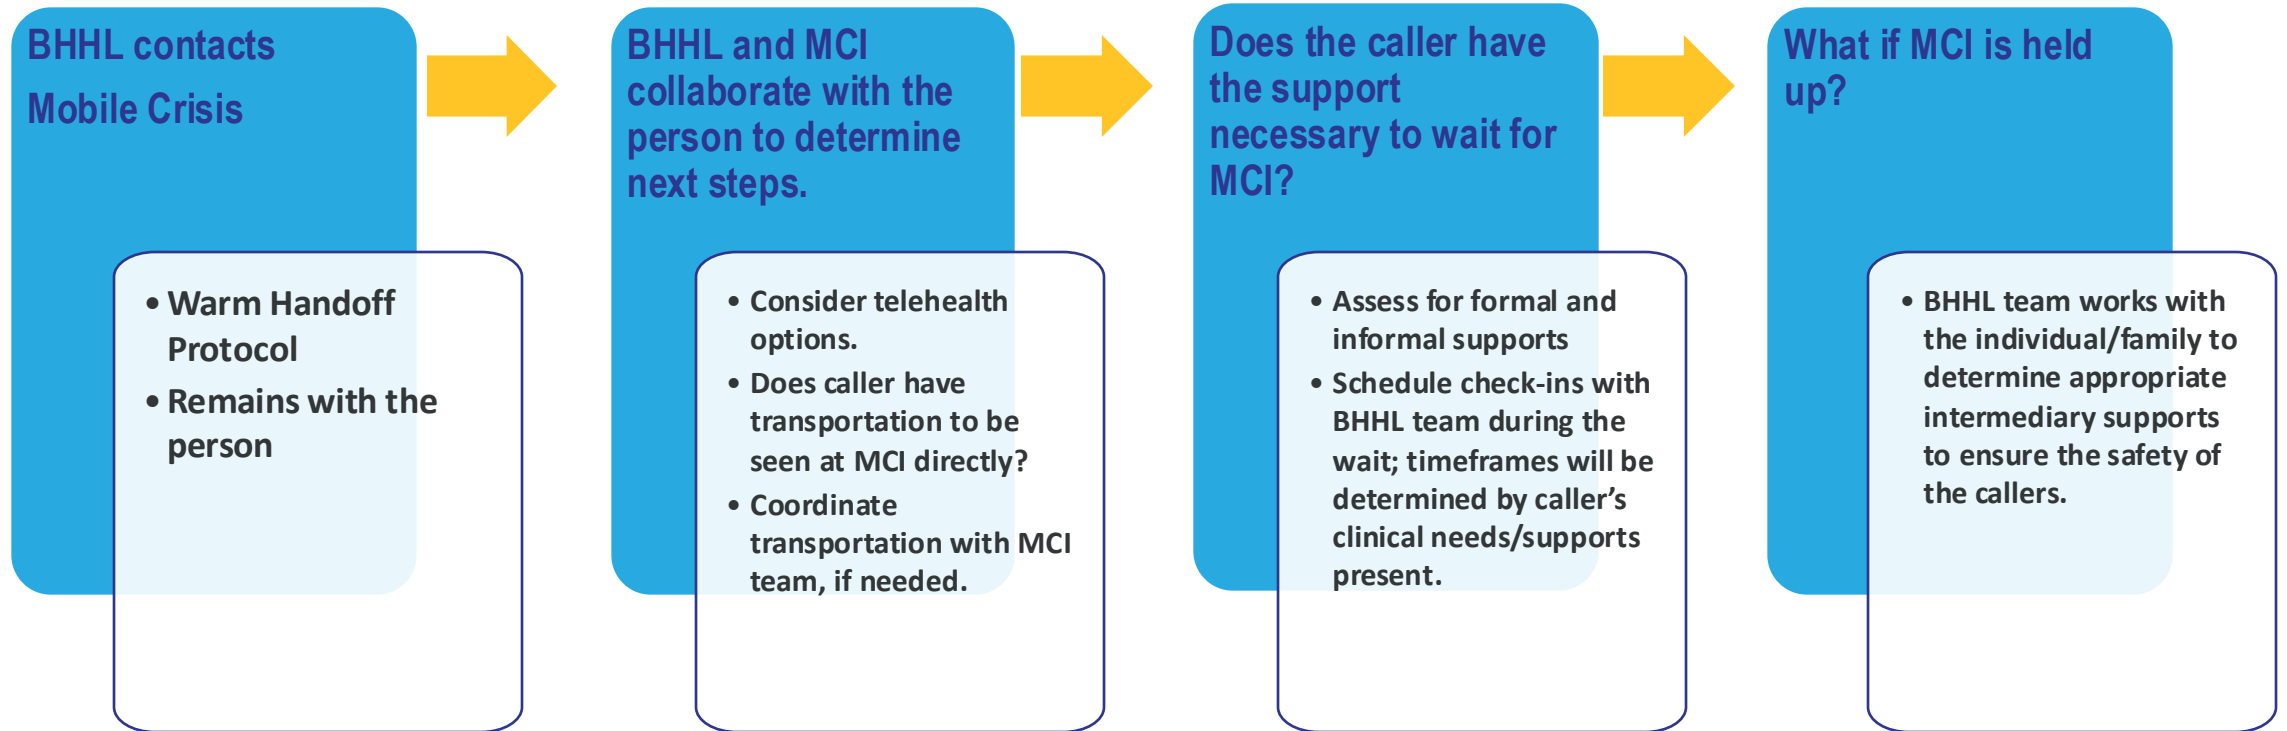 BHHL contacts
Mobile Crisis
• Warm Handoff
Protocol
• Remains with the
person
BHHL and MCI
collaborate with the
person to determine
next steps.
• Consider telehealth
options.
• Does caller have
transportation to be
seen at MCI directly?
• Coordinate
transportation with MCI
team, if needed.
Does the caller have
the support
necessary to wait for
MCI?
• Assess for formal and
informal supports
• Schedule check-ins with
BHHL team during the
wait; timeframes will be
determined by caller’s
clinical needs/supports
present.
What if MCI is held
up?
• BHHL team works with
the individual/family to
determine appropriate
intermediary supports
to ensure the safety of
the callers.